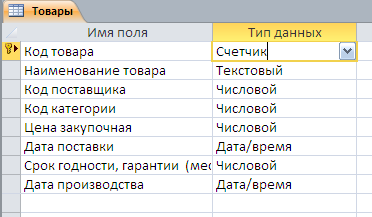 Товары
Имя поля Тип данных
Код товара Счетчик
Наименование товара Текстовый
Код поставщика Числовой
Код категории Числовой
Цена закупочная Числовой
Дата поставки Дата/время
Срок годности, гарантии (мес Числовой
Дата производства Дата/время